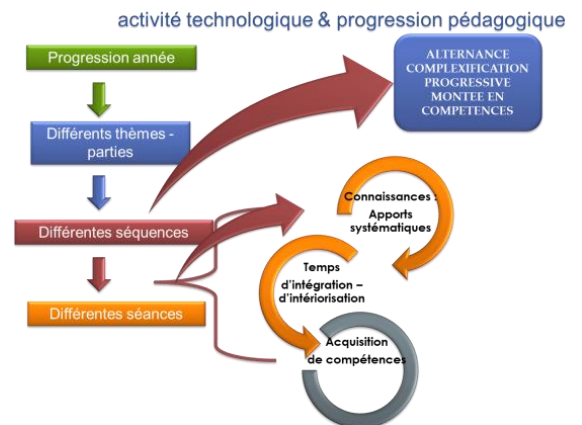 activité technologique & progression pédagogique
Progression année
Différents thèmes -
parties
Différentes séquences
Différentes séances
ALTERNANCE
COMPLEXIFICATION
PROGRESSIVE
MONTEE EN
COMPETENCES
Connaissances :
Apports
systématiques
Temps
d'intégration –
d'intériorisation
Acquisition
de compétences